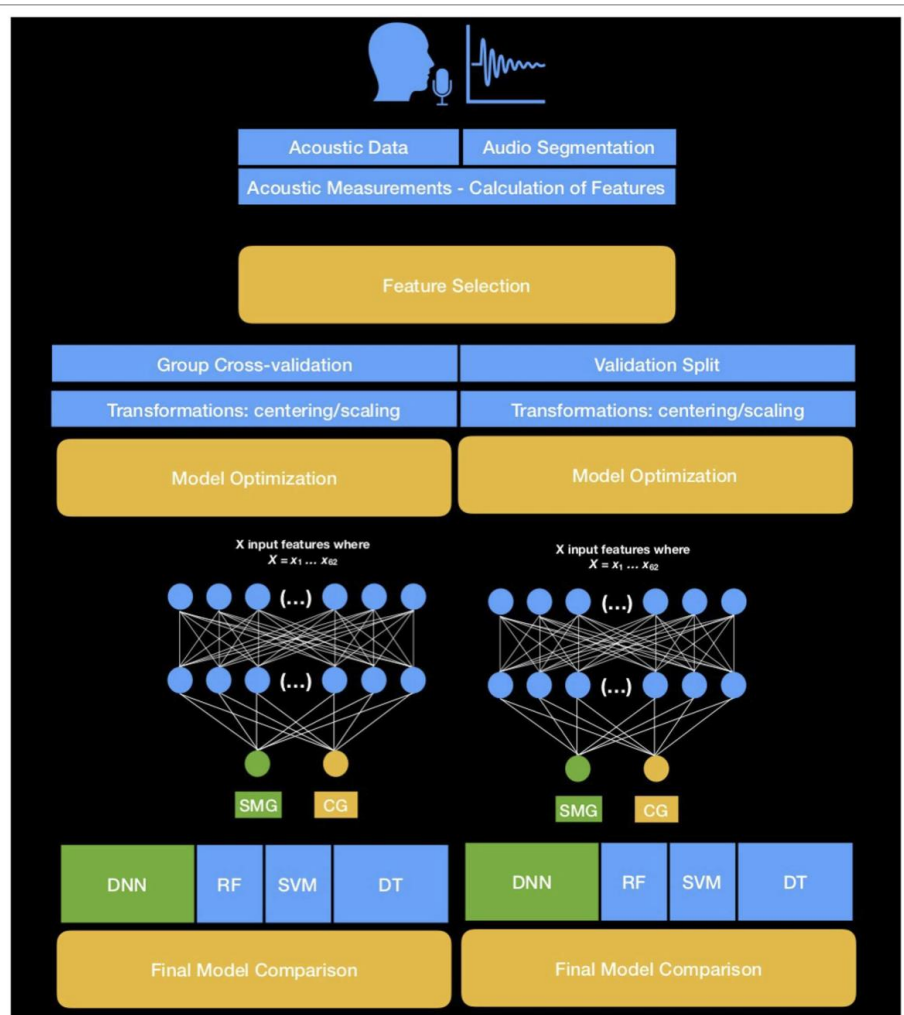 Acoustic Data
Audio Segmentation
Acoustic Measurements - Calculation of Features
Feature Selection
Group Cross-validation
Validation Split
Transformations: centering/scaling
Transformations: centering/scaling
Model Optimization
Model Optimization
X input features where
X = x₁ ... x₆₂
X input features where
X = x₁ ... x₆₂
(...)
(...)
(...)
(...)
SMG
CG
SMG
CG
DNN
RF
SVM
DT
DNN
RF
SVM
DT
Final Model Comparison
Final Model Comparison